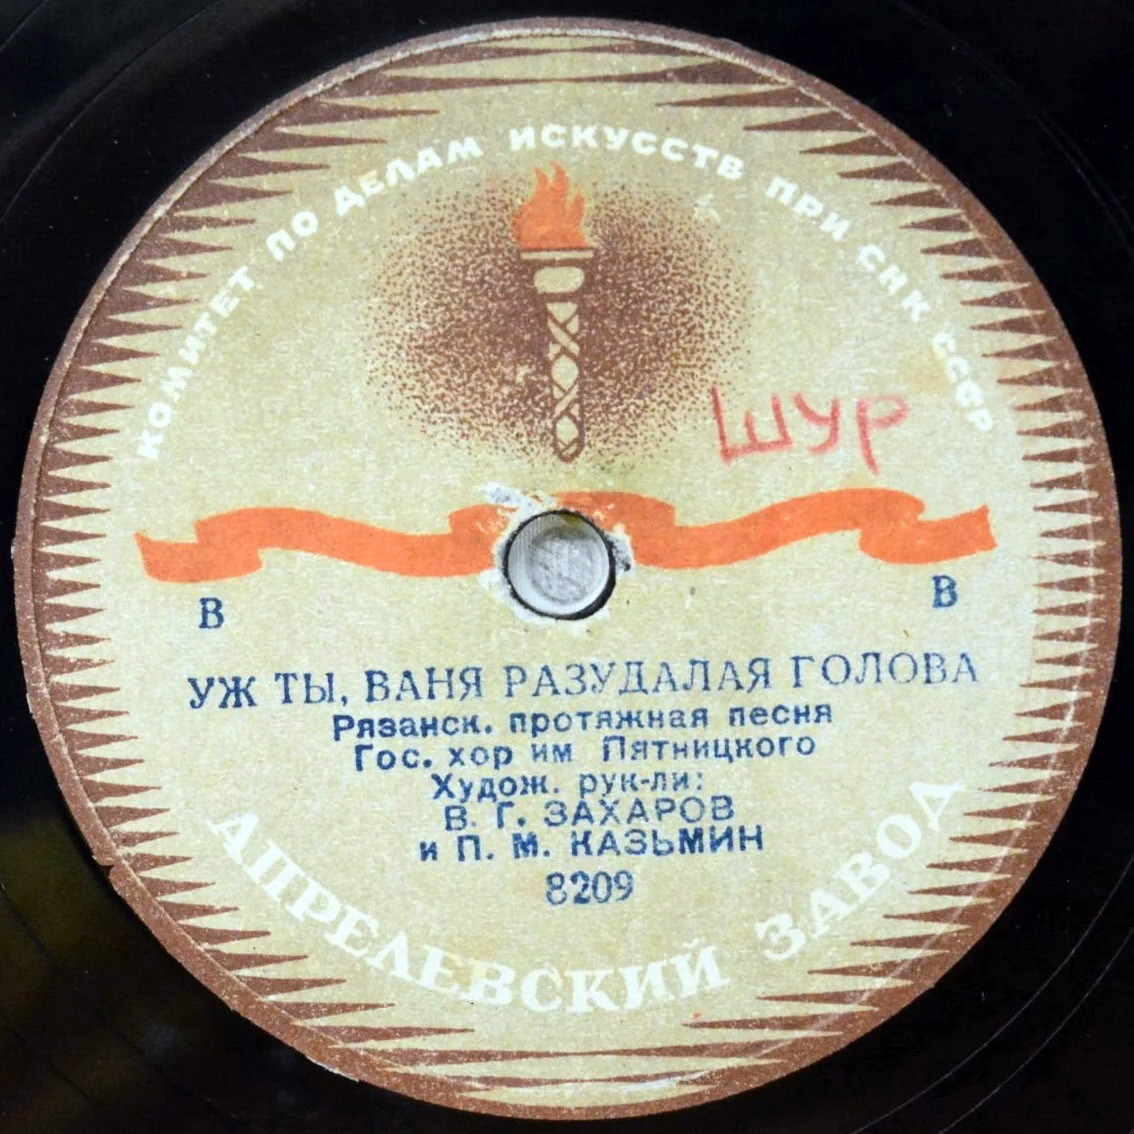 КОМИТЕТ ПО ДЕЛАМ ИСКУССТВ ПРИ СНК СССР
ШУР
В В
УЖ ТЫ, ВАНЯ РАЗУДАЛАЯ ГОЛОВА
Рязанск. протяжная песня
Гос. хор им Пятницкого
Худож. рук-ли:
В. Г. ЗАХАРОВ
и П. М. КАЗЬМИН
8209
АПРЕЛЕВСКИЙ ЗАВОД